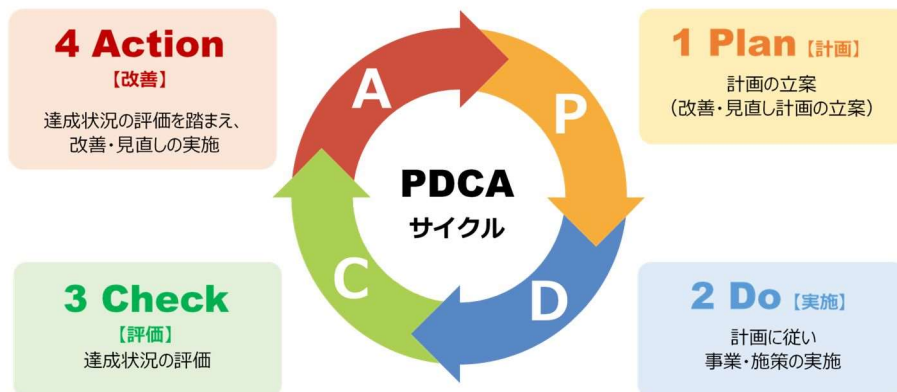 4 Action
【改善】
達成状況の評価を踏まえ、
改善・見直しの実施
1 Plan【計画】
計画の立案
（改善・見直し計画の立案）
A
P
PDCA
サイクル
C
D
3 Check
【評価】
達成状況の評価
2 Do【実施】
計画に従い
事業・施策の実施